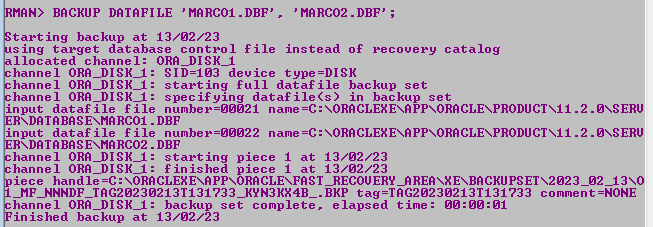 RMAN> BACKUP DATAFILE 'MARCO1.DBF', 'MARCO2.DBF';
Starting backup at 13/02/23
using target database control file instead of recovery catalog
allocated channel: ORA_DISK_1
channel ORA_DISK_1: SID=103 device type=DISK
channel ORA_DISK_1: starting full datafile backup set
channel ORA_DISK_1: specifying datafile(s) in backup set
input datafile file number=00021 name=C:\ORACLEXE\APP\ORACLE\PRODUCT\11.2.0\SERV
ER\DATABASE\MARCO1.DBF
input datafile file number=00022 name=C:\ORACLEXE\APP\ORACLE\PRODUCT\11.2.0\SERV
ER\DATABASE\MARCO2.DBF
channel ORA_DISK_1: starting piece 1 at 13/02/23
channel ORA_DISK_1: finished piece 1 at 13/02/23
piece handle=C:\ORACLEXE\APP\ORACLE\FAST_RECOVERY_AREA\XE\BACKUPSET\2023_02_13\O
1_MF_NNNDF_TAG20230213T131733_KYN3KX4B_.BKP tag=TAG20230213T131733 comment=NONE
channel ORA_DISK_1: backup set complete, elapsed time: 00:00:01
Finished backup at 13/02/23